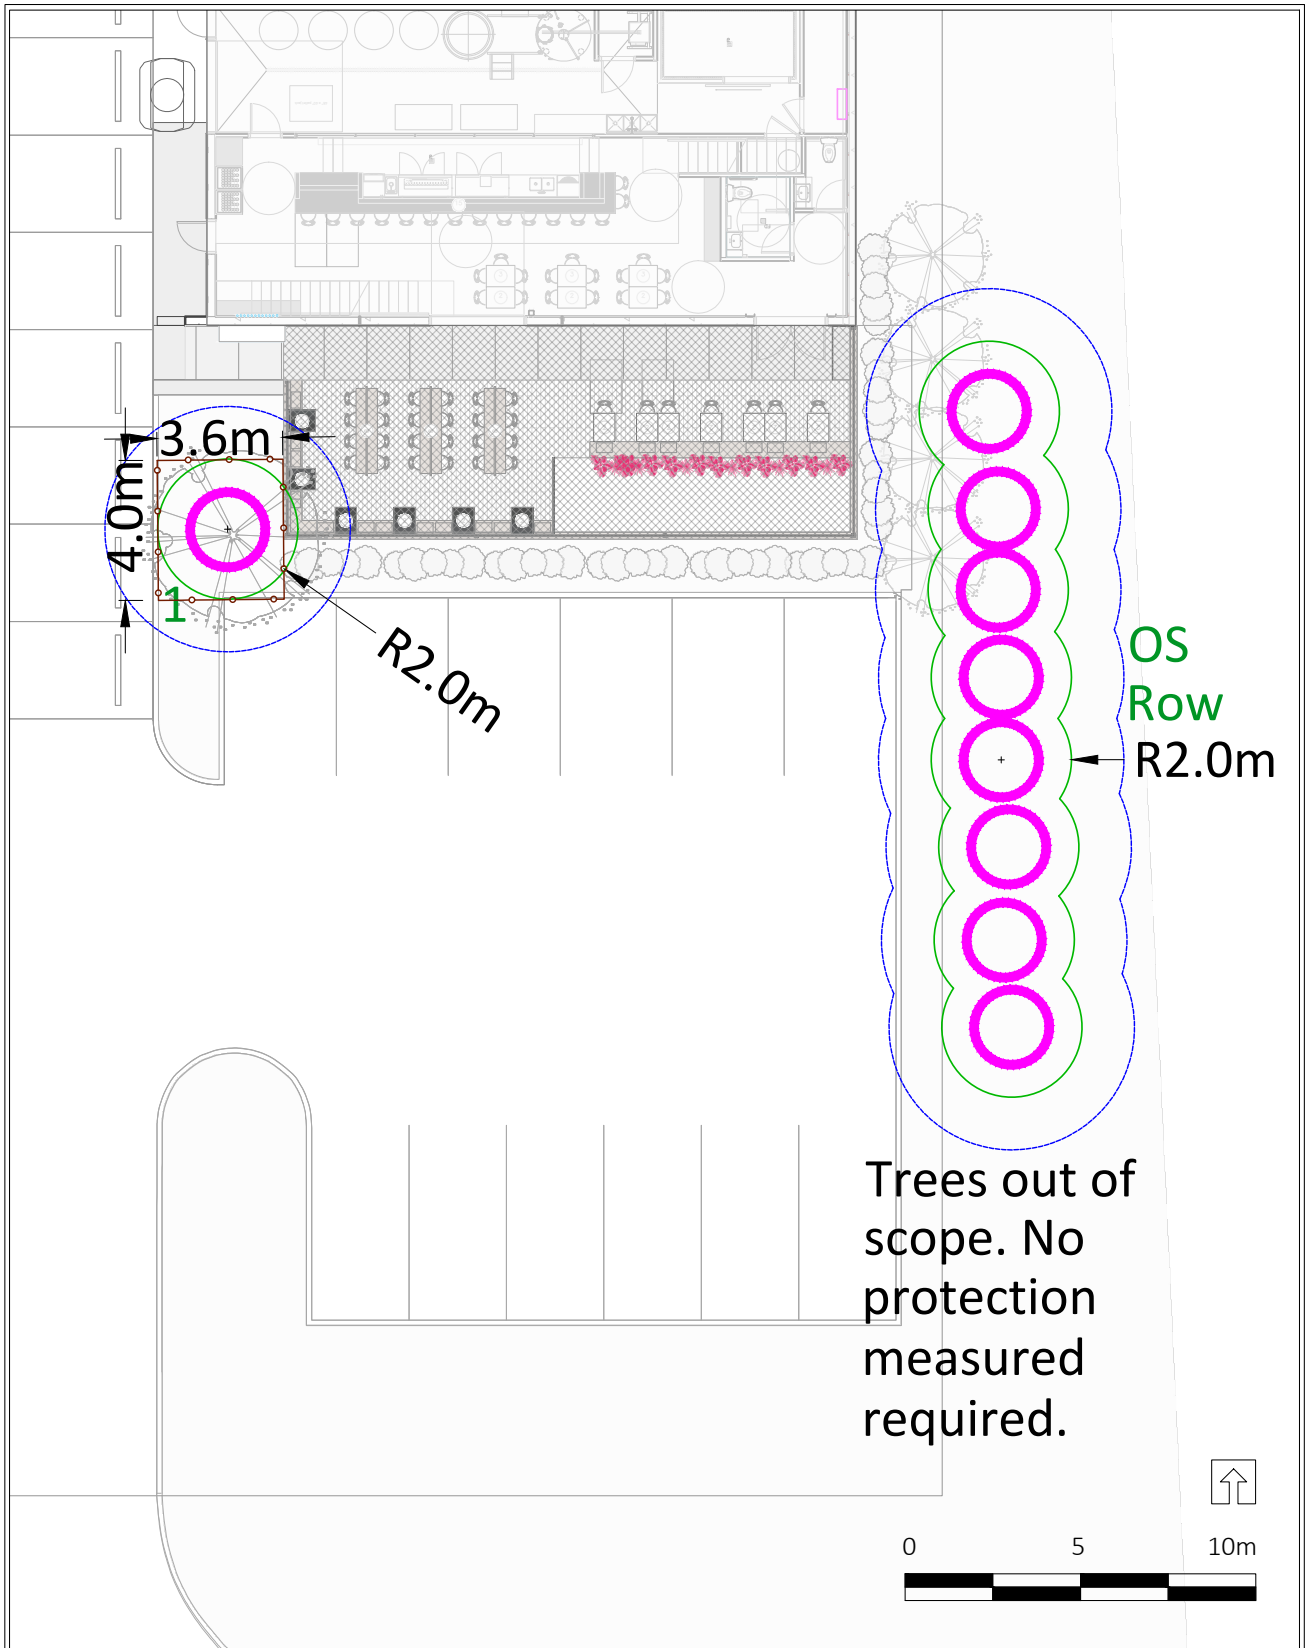 3.6m
4.0m
1
R2.0m
OS
Row
R2.0m
Trees out of
scope. No
protection
measured
required.
0 5 10m